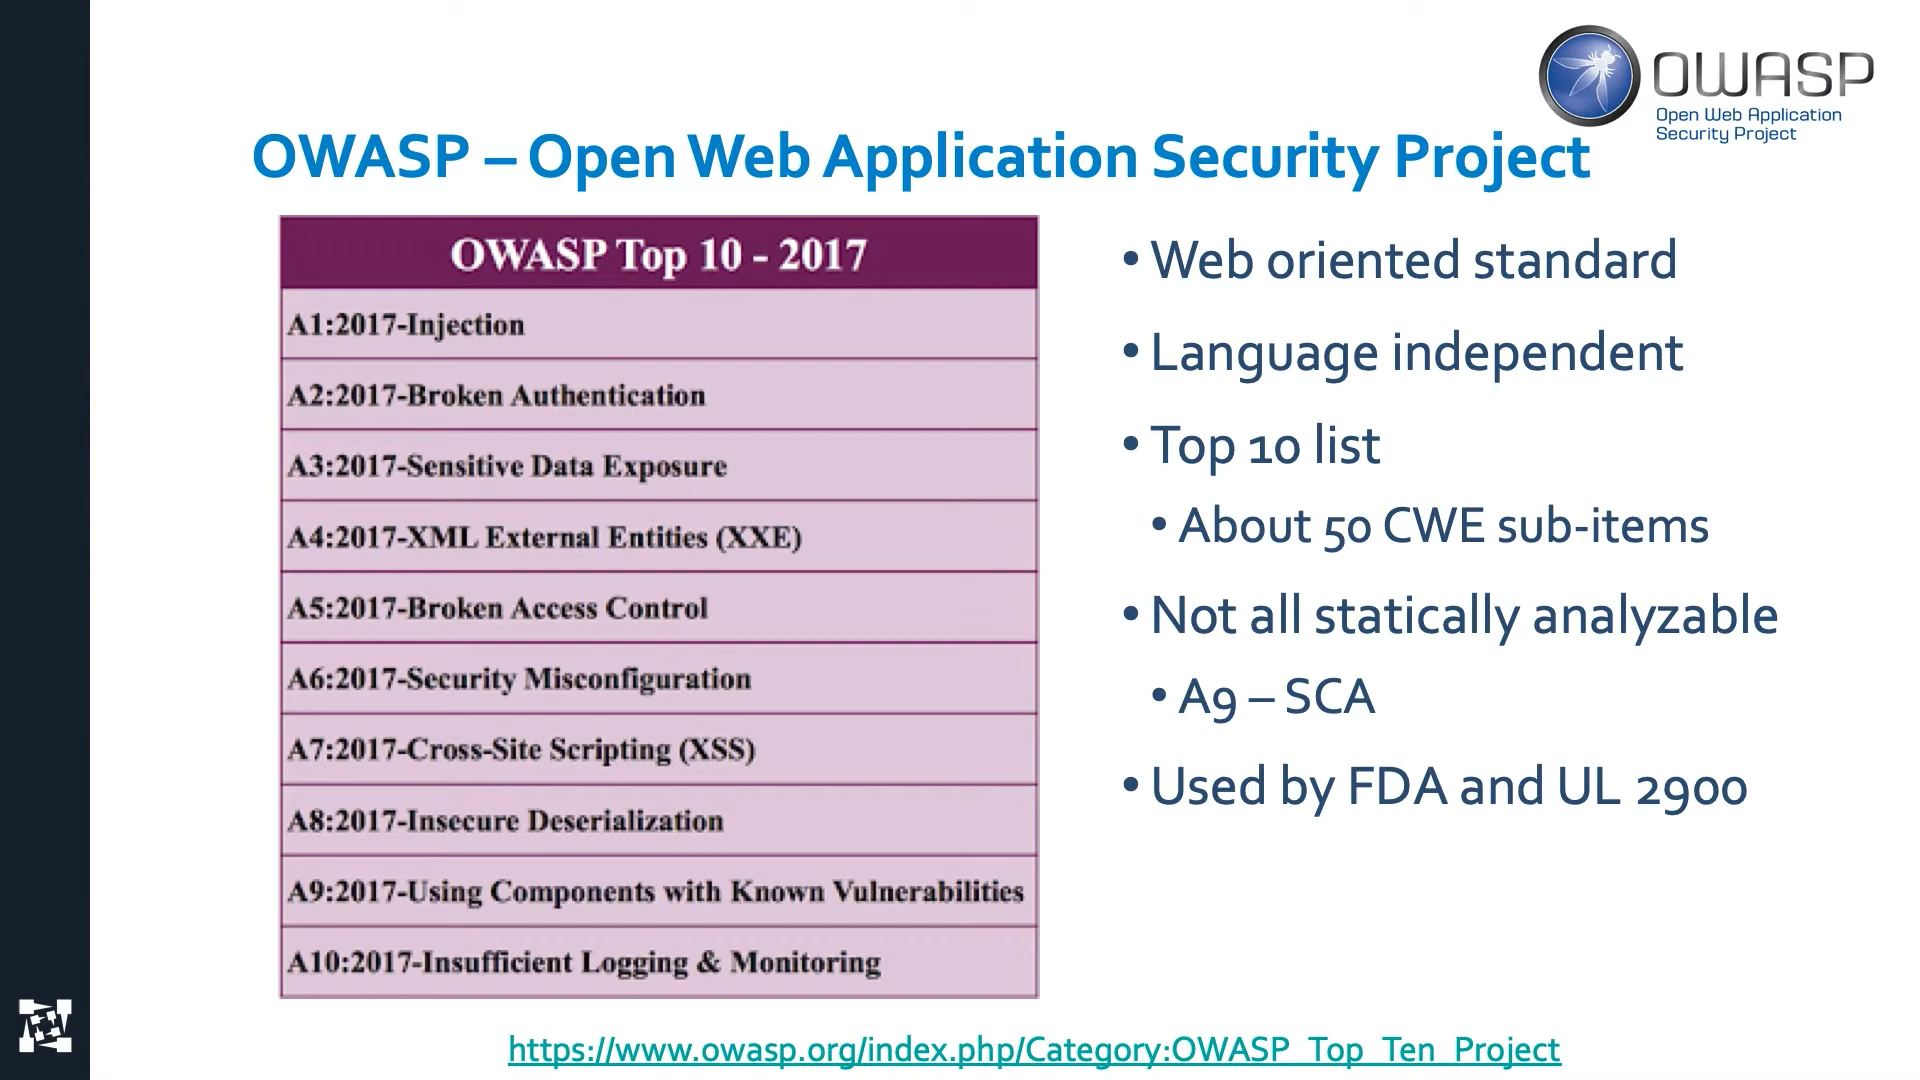 OWASP
Open Web Application
Security Project
OWASP – Open Web Application Security Project
OWASP Top 10 - 2017
A1:2017-Injection
A2:2017-Broken Authentication
A3:2017-Sensitive Data Exposure
A4:2017-XML External Entities (XXE)
A5:2017-Broken Access Control
A6:2017-Security Misconfiguration
A7:2017-Cross-Site Scripting (XSS)
A8:2017-Insecure Deserialization
A9:2017-Using Components with Known Vulnerabilities
A10:2017-Insufficient Logging & Monitoring
• Web oriented standard
• Language independent
• Top 10 list
• About 50 CWE sub-items
• Not all statically analyzable
• A9 – SCA
• Used by FDA and UL 2900
https://www.owasp.org/index.php/Category:OWASP_Top_Ten_Project